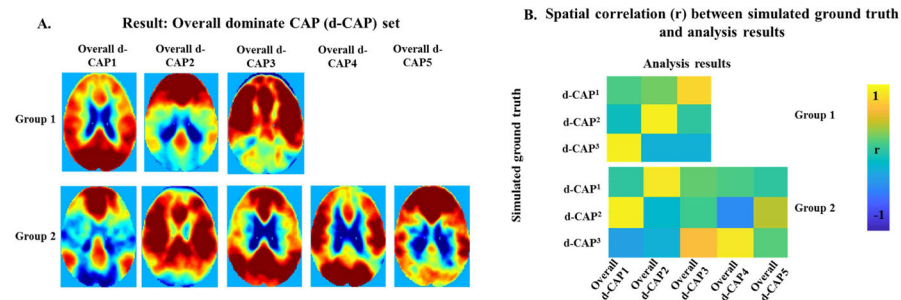 A. Result: Overall dominate CAP (d-CAP) set
Overall d-
CAP1
Overall d-
CAP2
Overall d-
CAP3
Overall d-
CAP4
Overall d-
CAP5
Group 1
Group 2
B. Spatial correlation (r) between simulated ground truth
and analysis results
Analysis results
Simulated ground truth
d-CAP1
d-CAP2
d-CAP3
Group 1
d-CAP1
d-CAP2
d-CAP3
Group 2
Overall
d-CAP1
Overall
d-CAP2
Overall
d-CAP3
Overall
d-CAP4
Overall
d-CAP5
1
r
-1